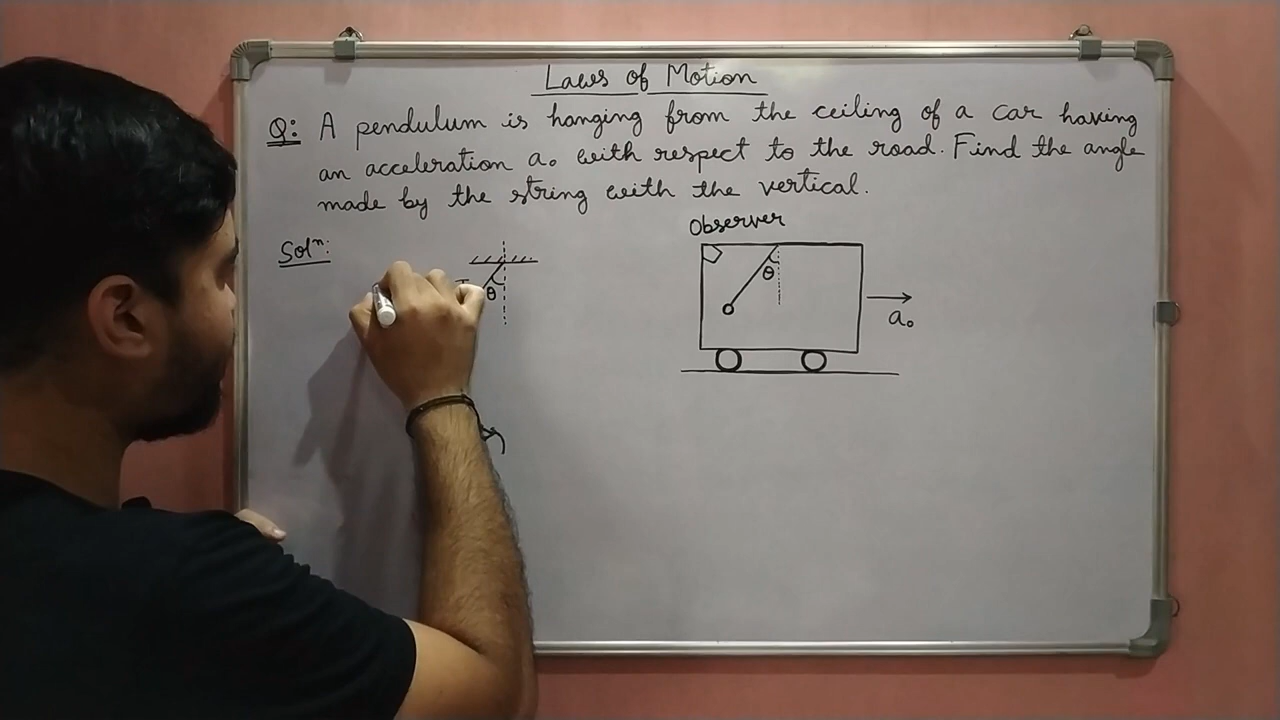 Laws of Motion
Q: A pendulum is hanging from the ceiling of a car having
an acceleration a₀ with respect to the road. Find the angle
made by the string with the vertical.
Solⁿ:
Observer
θ
θ
a₀